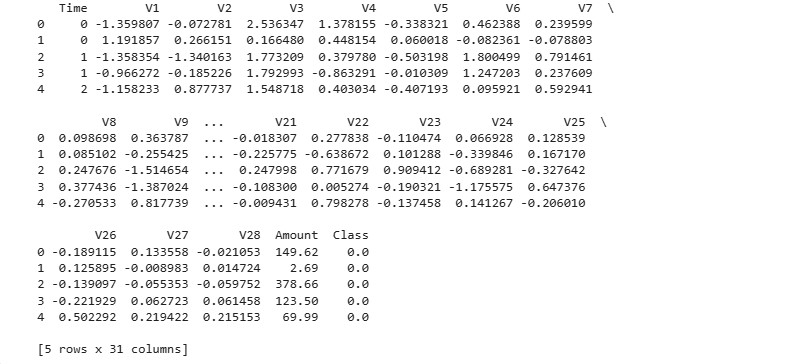 Time        V1        V2        V3        V4        V5        V6        V7  \
0     0 -1.359807 -0.072781  2.536347  1.378155 -0.338321  0.462388  0.239599
1     0  1.191857  0.266151  0.166480  0.448154  0.060018 -0.082361 -0.078803
2     1 -1.358354 -1.340163  1.773209  0.379780 -0.503198  1.800499  0.791461
3     1 -0.966272 -0.185226  1.792993 -0.863291 -0.010309  1.247203  0.237609
4     2 -1.158233  0.877737  1.548718  0.403034 -0.407193  0.095921  0.592941
         V8        V9  ...       V21       V22       V23       V24       V25  \
0  0.098698  0.363787  ... -0.018307  0.277838 -0.110474  0.066928  0.128539
1  0.085102 -0.255425  ... -0.225775 -0.638672  0.101288 -0.339846  0.167170
2  0.247676 -1.514654  ...  0.247998  0.771679  0.909412 -0.689281 -0.327642
3  0.377436 -1.387024  ... -0.108300  0.005274 -0.190321 -1.175575  0.647376
4 -0.270533  0.817739  ... -0.009431  0.798278 -0.137458  0.141267 -0.206010
        V26       V27       V28  Amount  Class
0 -0.189115  0.133558 -0.021053  149.62    0.0
1  0.125895 -0.008983  0.014724    2.69    0.0
2 -0.139097 -0.055353 -0.059752  378.66    0.0
3 -0.221929  0.062723  0.061458  123.50    0.0
4  0.502292  0.219422  0.215153   69.99    0.0
[5 rows x 31 columns]